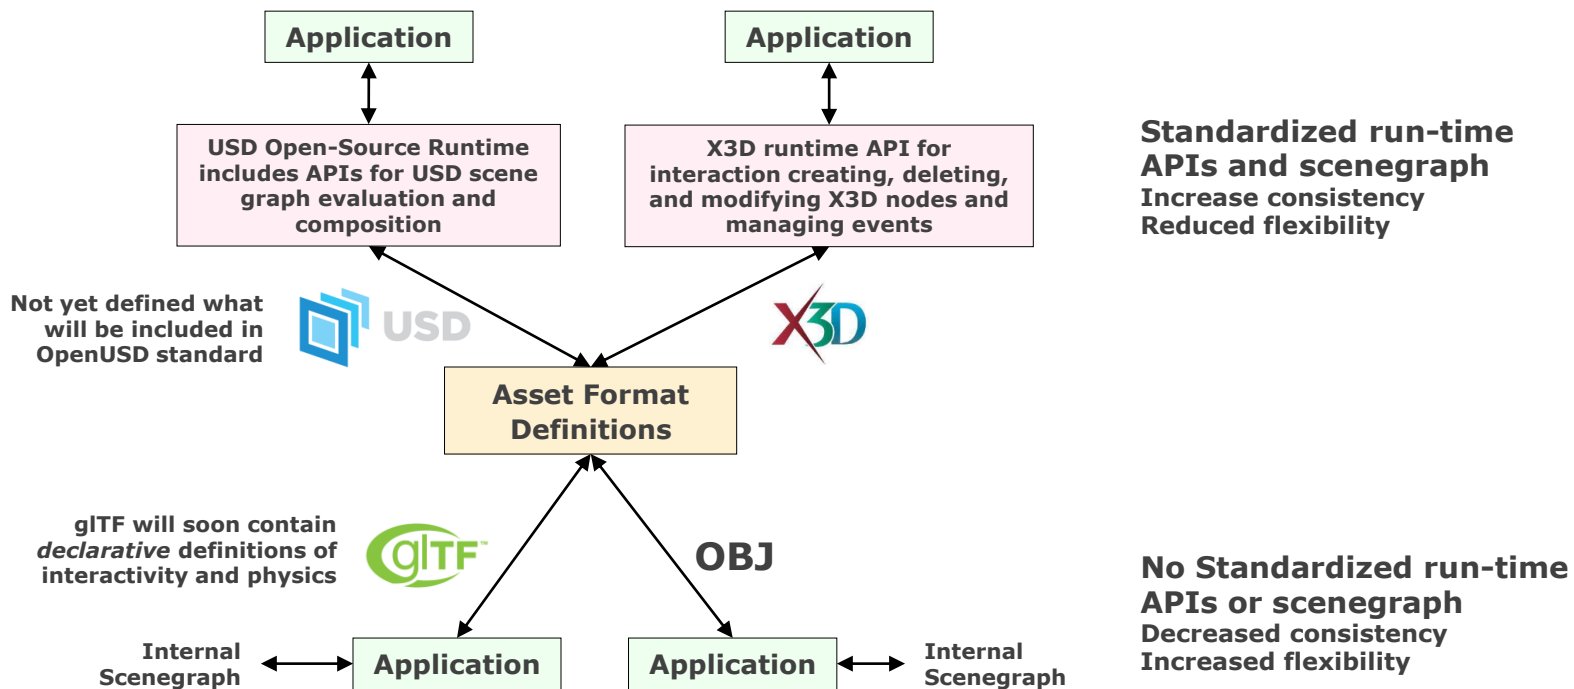 Application
Application
USD Open-Source Runtime
includes APIs for USD scene
graph evaluation and
composition
X3D runtime API for
interaction creating, deleting,
and modifying X3D nodes and
managing events
Standardized run-time
APIs and scenegraph
Increase consistency
Reduced flexibility
Not yet defined what
will be included in
OpenUSD standard
USD
X3D
Asset Format
Definitions
glTF will soon contain
declarative definitions of
interactivity and physics
glTF™
OBJ
No Standardized run-time
APIs or scenegraph
Decreased consistency
Increased flexibility
Internal
Scenegraph
Application
Application
Internal
Scenegraph